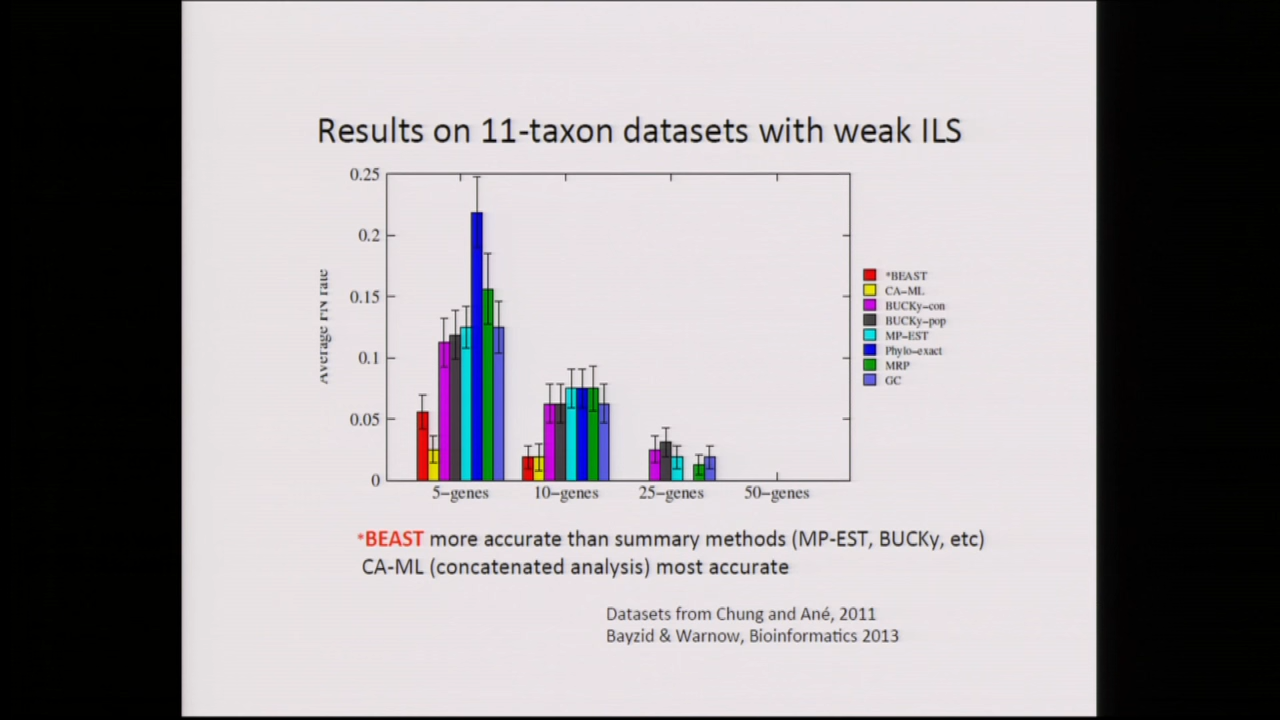 Results on 11-taxon datasets with weak ILS
0.25
0.2
0.15
0.1
0.05
0
Average FN rate
5-genes
10-genes
25-genes
50-genes
*BEAST
CA-ML
BUCKy-con
BUCKy-pop
MP-EST
Phylo-exact
MRP
GC
*BEAST more accurate than summary methods (MP-EST, BUCKy, etc)
CA-ML (concatenated analysis) most accurate
Datasets from Chung and Ané, 2011
Bayzid & Warnow, Bioinformatics 2013